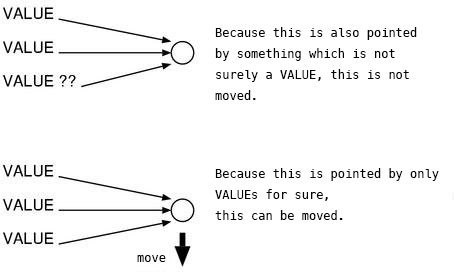 VALUE
VALUE
VALUE ??
Because this is also pointed
by something which is not
surely a VALUE, this is not
moved.
VALUE
VALUE
VALUE
move
Because this is pointed by only
VALUEs for sure,
this can be moved.